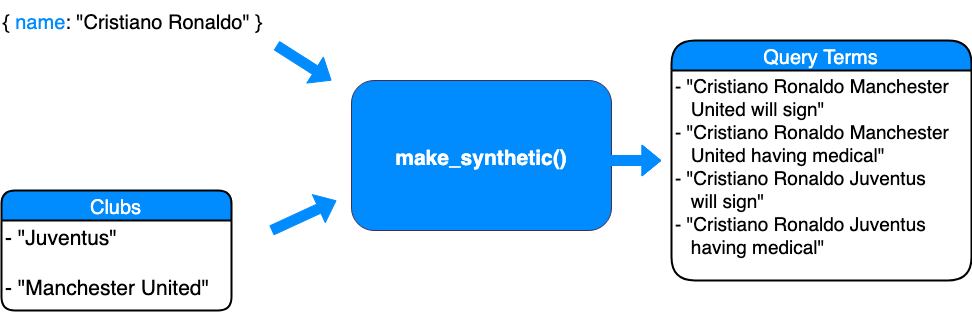 { name: "Cristiano Ronaldo" }
Clubs
- "Juventus"
- "Manchester United"
make_synthetic()
Query Terms
- "Cristiano Ronaldo Manchester
United will sign"
- "Cristiano Ronaldo Manchester
United having medical"
- "Cristiano Ronaldo Juventus
will sign"
- "Cristiano Ronaldo Juventus
having medical"